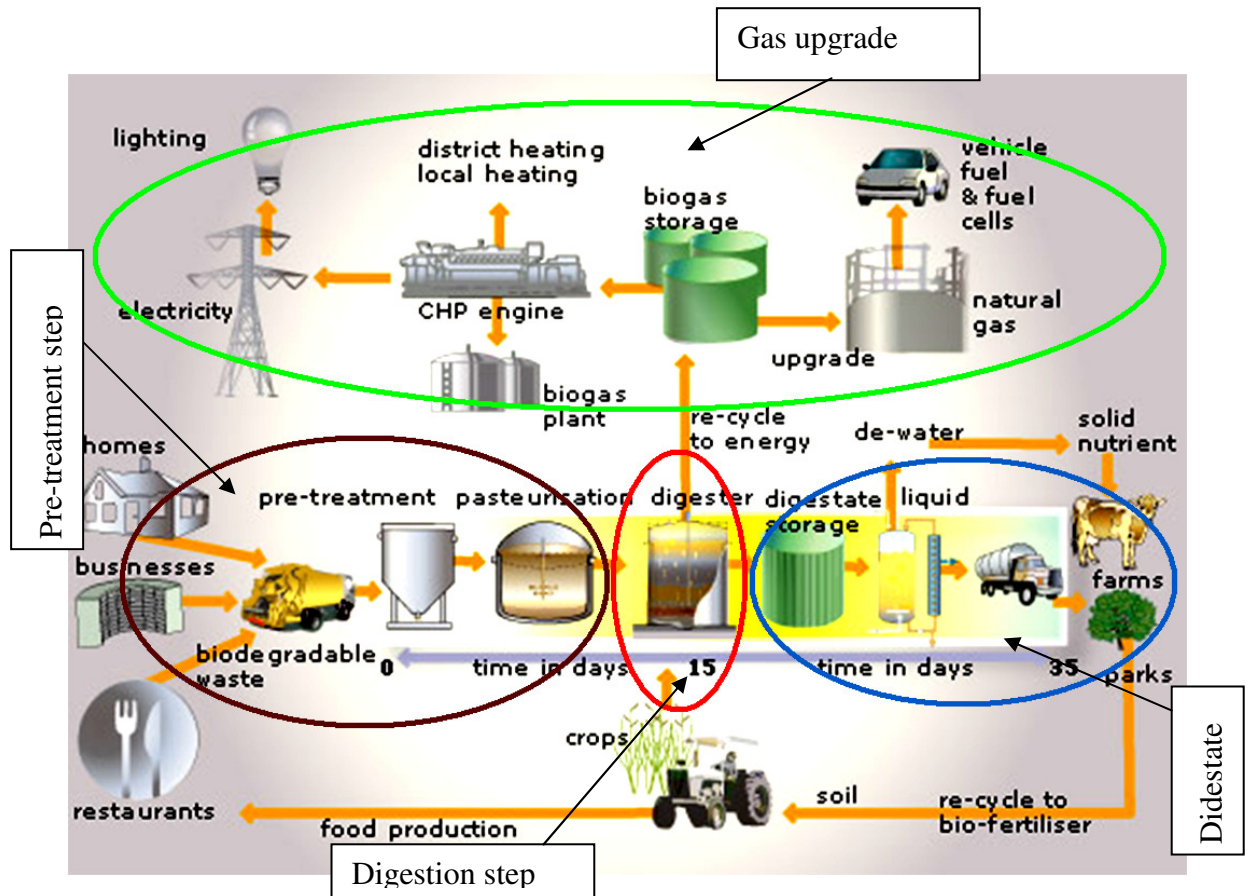 Gas upgrade
lighting
district heating
local heating
biogas
storage
vehicle
fuel
& fuel
cells
electricity
CHP engine
natural
gas
upgrade
biogas
plant
Pre-treatment step
re-cycle
to energy
de-water
solid
nutrient
homes
pre-treatment
pasteurisation
digester
digestate
storage
liquid
businesses
farms
biodegradable
waste
0
time in days
15
time in days
35
parks
crops
restaurants
food production
soil
re-cycle to
bio-fertiliser
Digestion step
Didestate